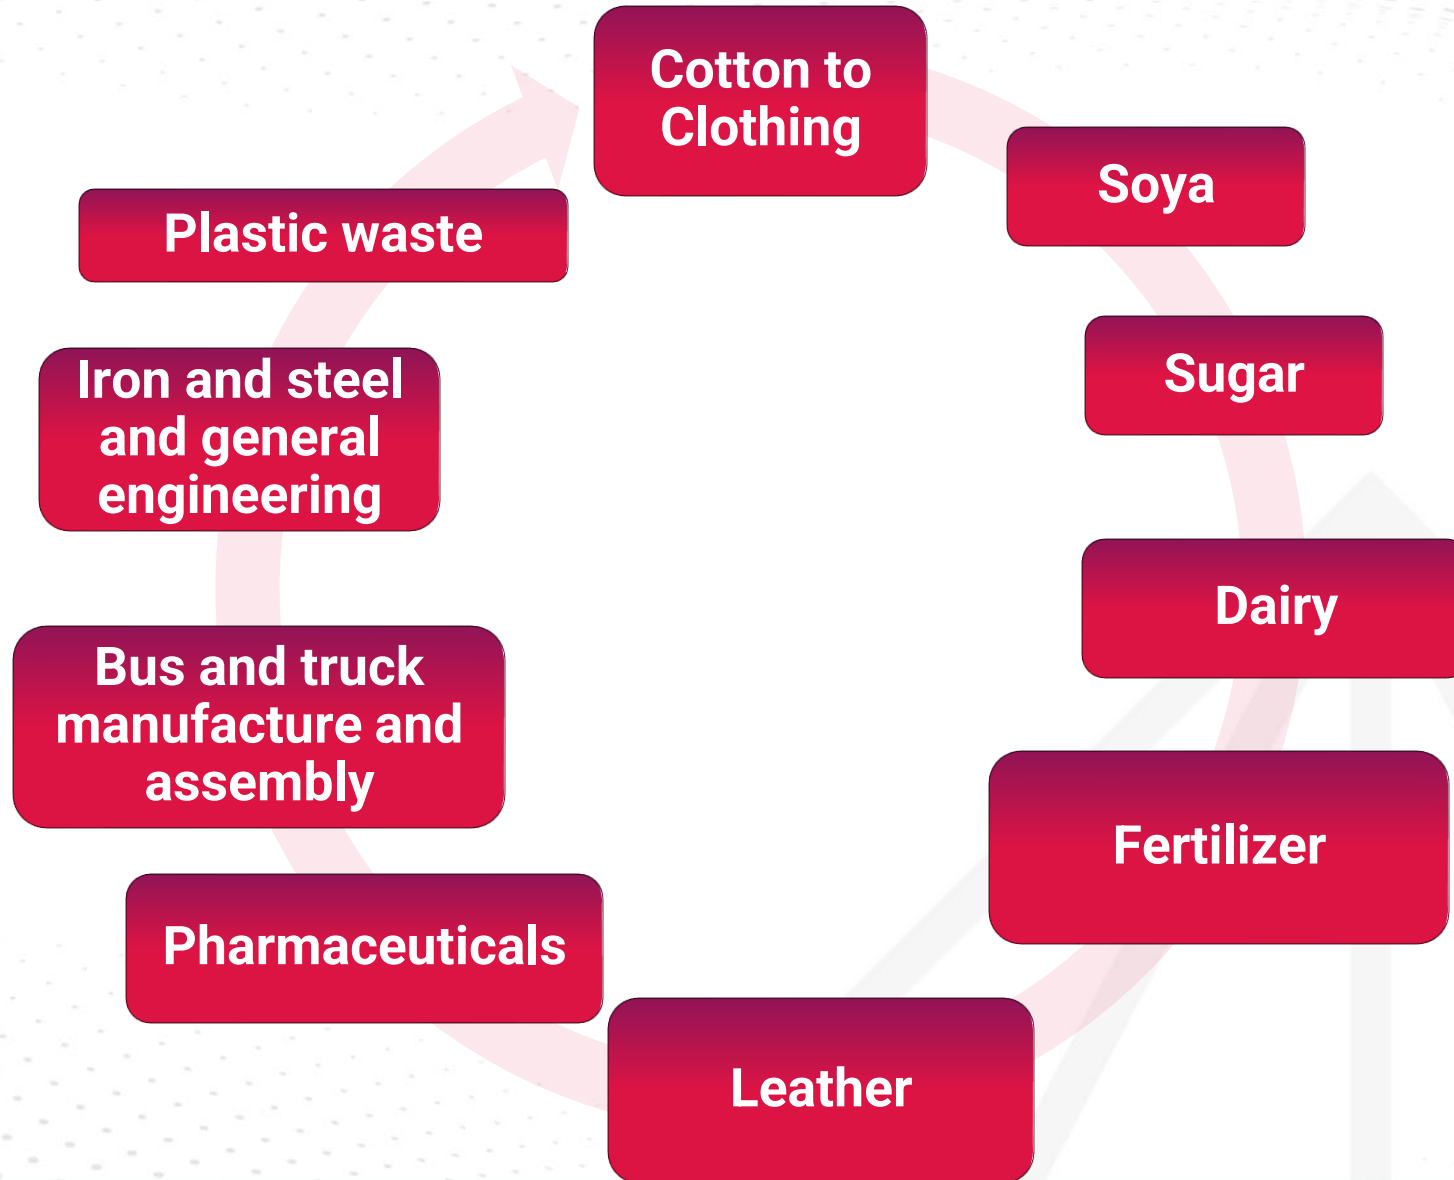 Cotton to
Clothing
Soya
Sugar
Dairy
Fertilizer
Leather
Pharmaceuticals
Bus and truck
manufacture and
assembly
Iron and steel
and general
engineering
Plastic waste